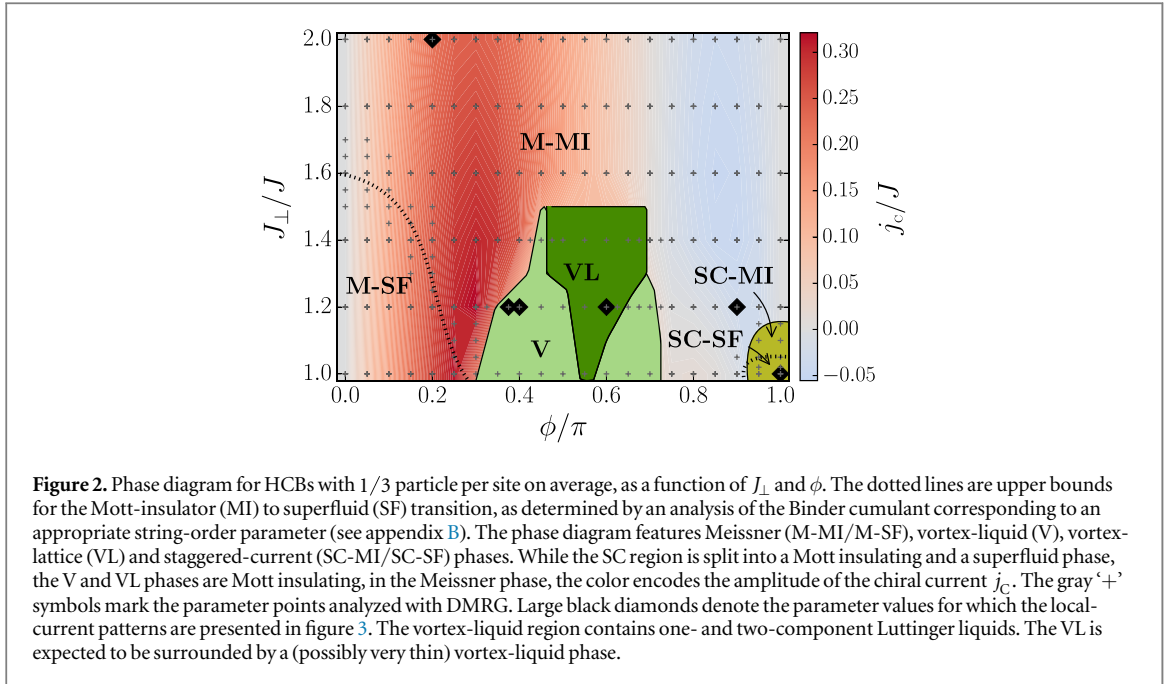 2.0
1.8
1.6
1.4
1.2
1.0
J⊥/J
0.0
0.2
0.4
0.6
0.8
1.0
ϕ/π
M-MI
M-SF
VL
V
SC-MI
SC-SF
0.30
0.25
0.20
0.15
0.10
0.05
0.00
−0.05
j_c/J
Figure 2. Phase diagram for HCBs with 1/3 particle per site on average, as a function of J⊥ and ϕ. The dotted lines are upper bounds
for the Mott-insulator (MI) to superfluid (SF) transition, as determined by an analysis of the Binder cumulant corresponding to an
appropriate string-order parameter (see appendix B). The phase diagram features Meissner (M-MI/M-SF), vortex-liquid (V), vortex-
lattice (VL) and staggered-current (SC-MI/SC-SF) phases. While the SC region is split into a Mott insulating and a superfluid phase,
the V and VL phases are Mott insulating, in the Meissner phase, the color encodes the amplitude of the chiral current j_C. The gray ‘+’
symbols mark the parameter points analyzed with DMRG. Large black diamonds denote the parameter values for which the local-
current patterns are presented in figure 3. The vortex-liquid region contains one- and two-component Luttinger liquids. The VL is
expected to be surrounded by a (possibly very thin) vortex-liquid phase.